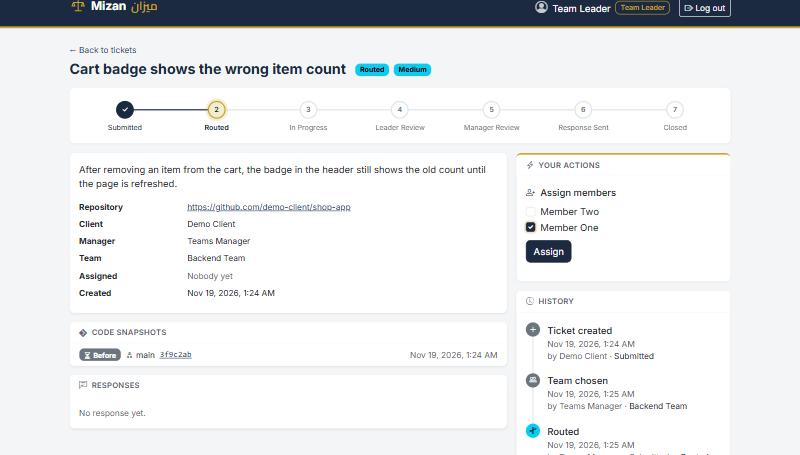 Mizan ميزان
Team Leader Team Leader Log out
← Back to tickets
Cart badge shows the wrong item count Routed Medium
2 3 4 5 6 7
Submitted Routed In Progress Leader Review Manager Review Response Sent Closed
After removing an item from the cart, the badge in the header still shows the old count until
the page is refreshed.
Repository https://github.com/demo-client/shop-app
Client Demo Client
Manager Teams Manager
Team Backend Team
Assigned Nobody yet
Created Nov 19, 2026, 1:24 AM
CODE SNAPSHOTS
Before main 3f9c2ab Nov 19, 2026, 1:24 AM
RESPONSES
No response yet.
YOUR ACTIONS
Assign members
Member Two
Member One
Assign
HISTORY
Ticket created
Nov 19, 2026, 1:24 AM
by Demo Client · Submitted
Team chosen
Nov 19, 2026, 1:25 AM
by Teams Manager · Backend Team
Routed
Nov 19, 2026, 1:25 AM